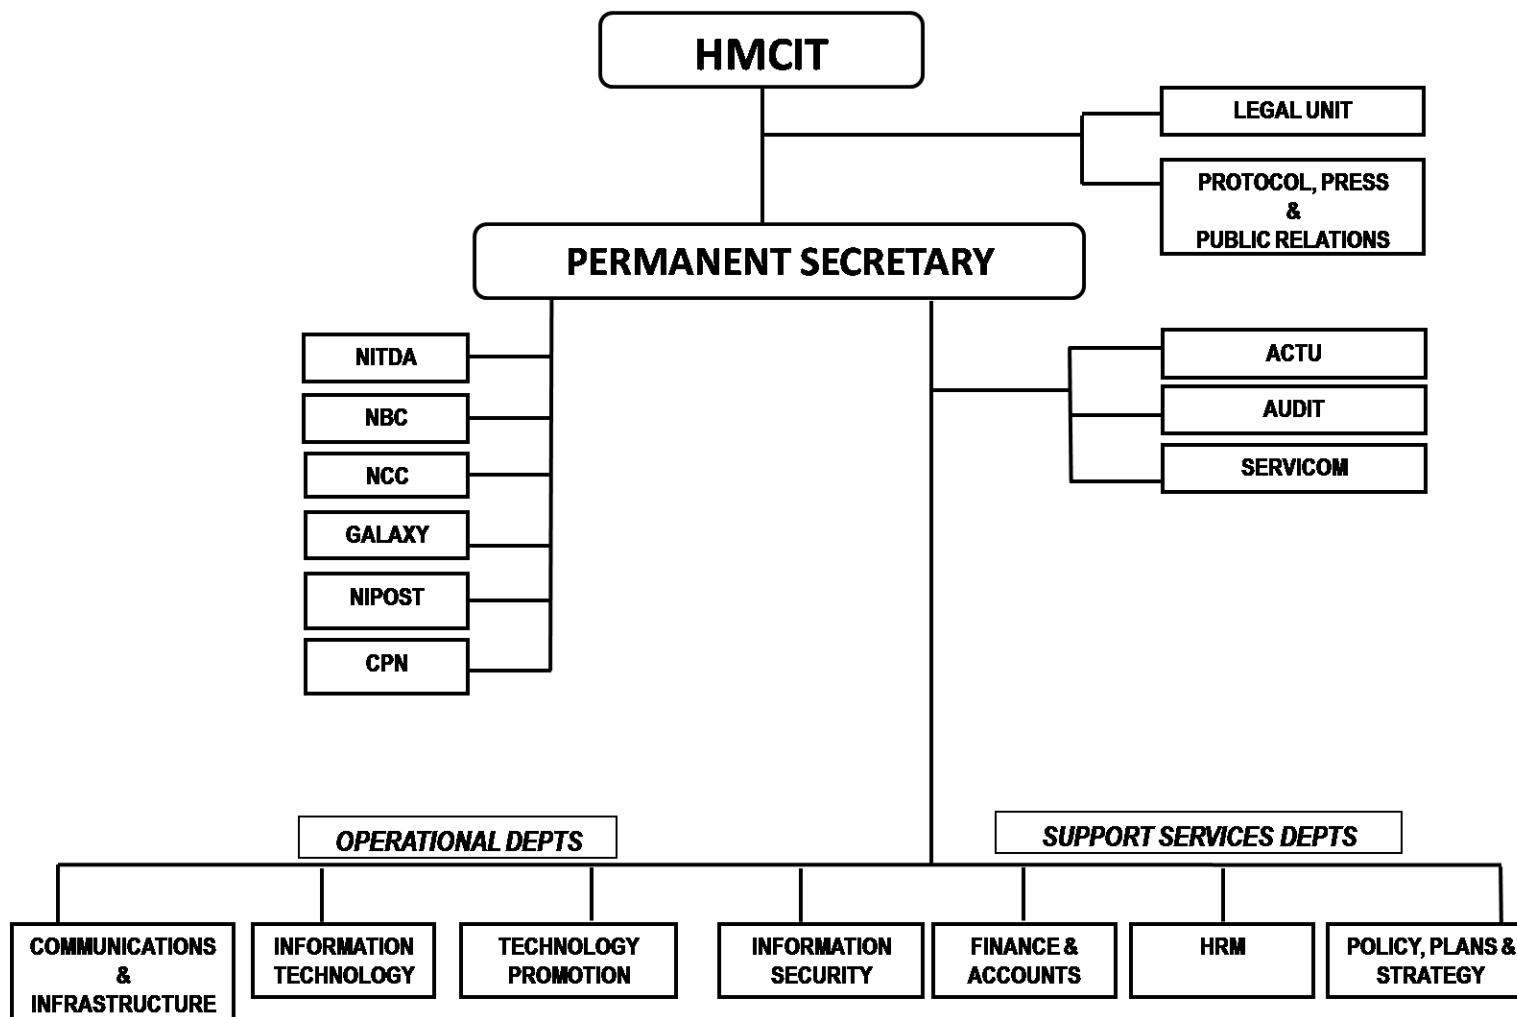 HMCIT
LEGAL UNIT
PROTOCOL, PRESS
&
PUBLIC RELATIONS
PERMANENT SECRETARY
NITDA
NBC
NCC
GALAXY
NIPOST
CPN
ACTU
AUDIT
SERVICOM
OPERATIONAL DEPTS
SUPPORT SERVICES DEPTS
COMMUNICATIONS
&
INFRASTRUCTURE
INFORMATION
TECHNOLOGY
TECHNOLOGY
PROMOTION
INFORMATION
SECURITY
FINANCE &
ACCOUNTS
HRM
POLICY, PLANS &
STRATEGY